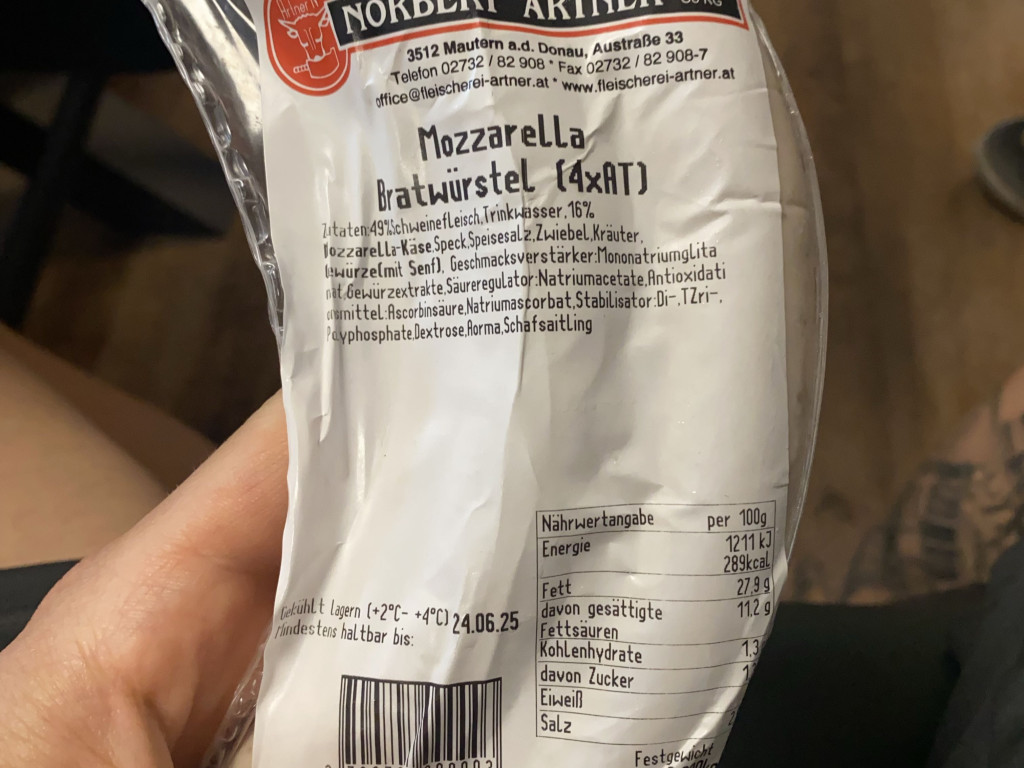 Artner
NORBERT ARTNER
3512 Mautern a.d. Donau, Austraße 33
Telefon 02732 / 82 908 * Fax 02732 / 82 908-7
office@fleischerei-artner.at * www.fleischerei-artner.at
Mozzarella
Bratwürstel (4xAT)
Zutaten:49%Schweinefleisch,Trinkwasser,16%
Mozzarella-Käse,Speck,Speisesalz,Zwiebel,Kräuter,
Gewürze(mit Senf), Geschmacksverstärker:Mononatriumglita
mat,Gewürzextrakte,Säureregulator:Natriumacetate,Antioxidati
onsmittel:Ascorbinsäure,Natriumascorbat,Stabilisator:Di-,TZri-,
Polyphosphate,Dextrose,Aorma,Schafsaitling
Nährwertangabe per 100g
Energie 1211 kJ
289kcal
Fett 27,9 g
davon gesättigte 11,2 g
Fettsäuren
Kohlenhydrate 1,3
davon Zucker
Eiweiß
Salz
Gekühlt lagern (+2°C- +4°C) 24.06.25
Mindestens haltbar bis:
Festgewicht